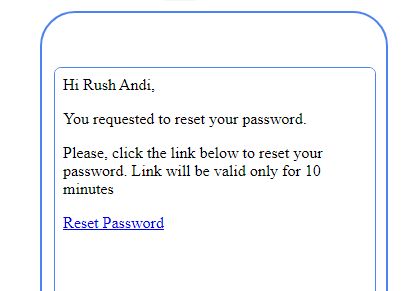 Hi Rush Andi,
You requested to reset your password.
Please, click the link below to reset your
password. Link will be valid only for 10
minutes
Reset Password